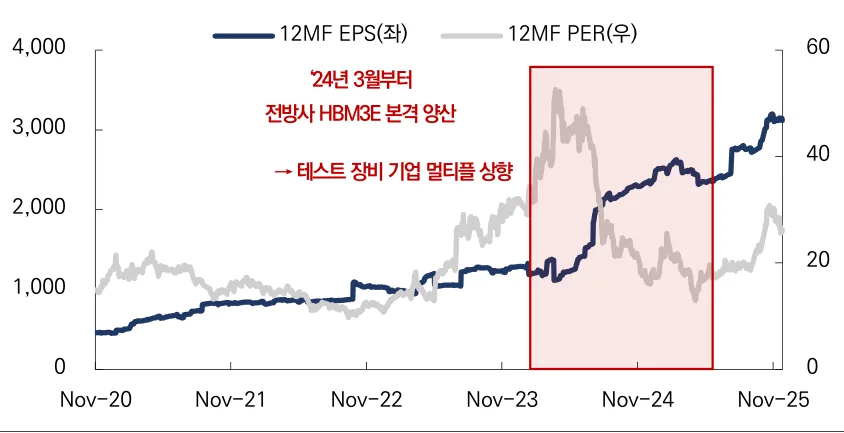 12MF EPS(좌) 12MF PER(우)
4,000
3,000
2,000
1,000
0
60
40
20
0
‘24년 3월부터
전방사 HBM3E 본격 양산
→ 테스트 장비 기업 멀티플 상향
Nov-20 Nov-21 Nov-22 Nov-23 Nov-24 Nov-25